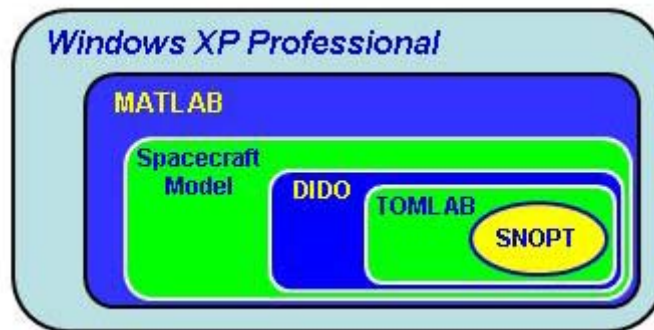 Windows XP Professional
MATLAB
Spacecraft
Model
DIDO
TOMLAB
SNOPT